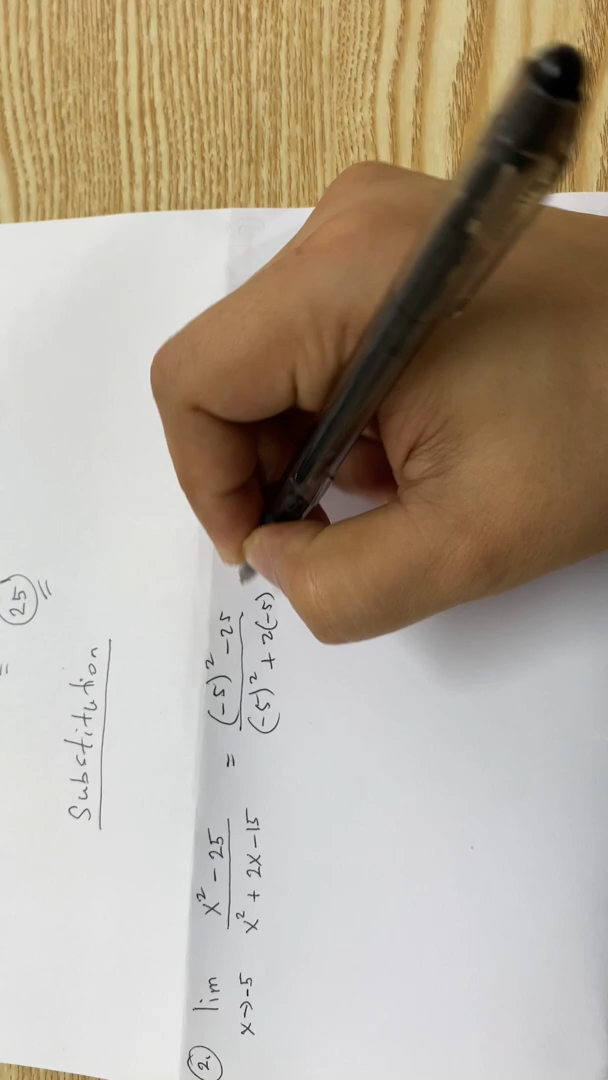 = 25
Substitution
2. lim x→-5 (x² - 25)/(x² + 2x - 15) = ((-5)² - 25)/((-5)² + 2(-5)